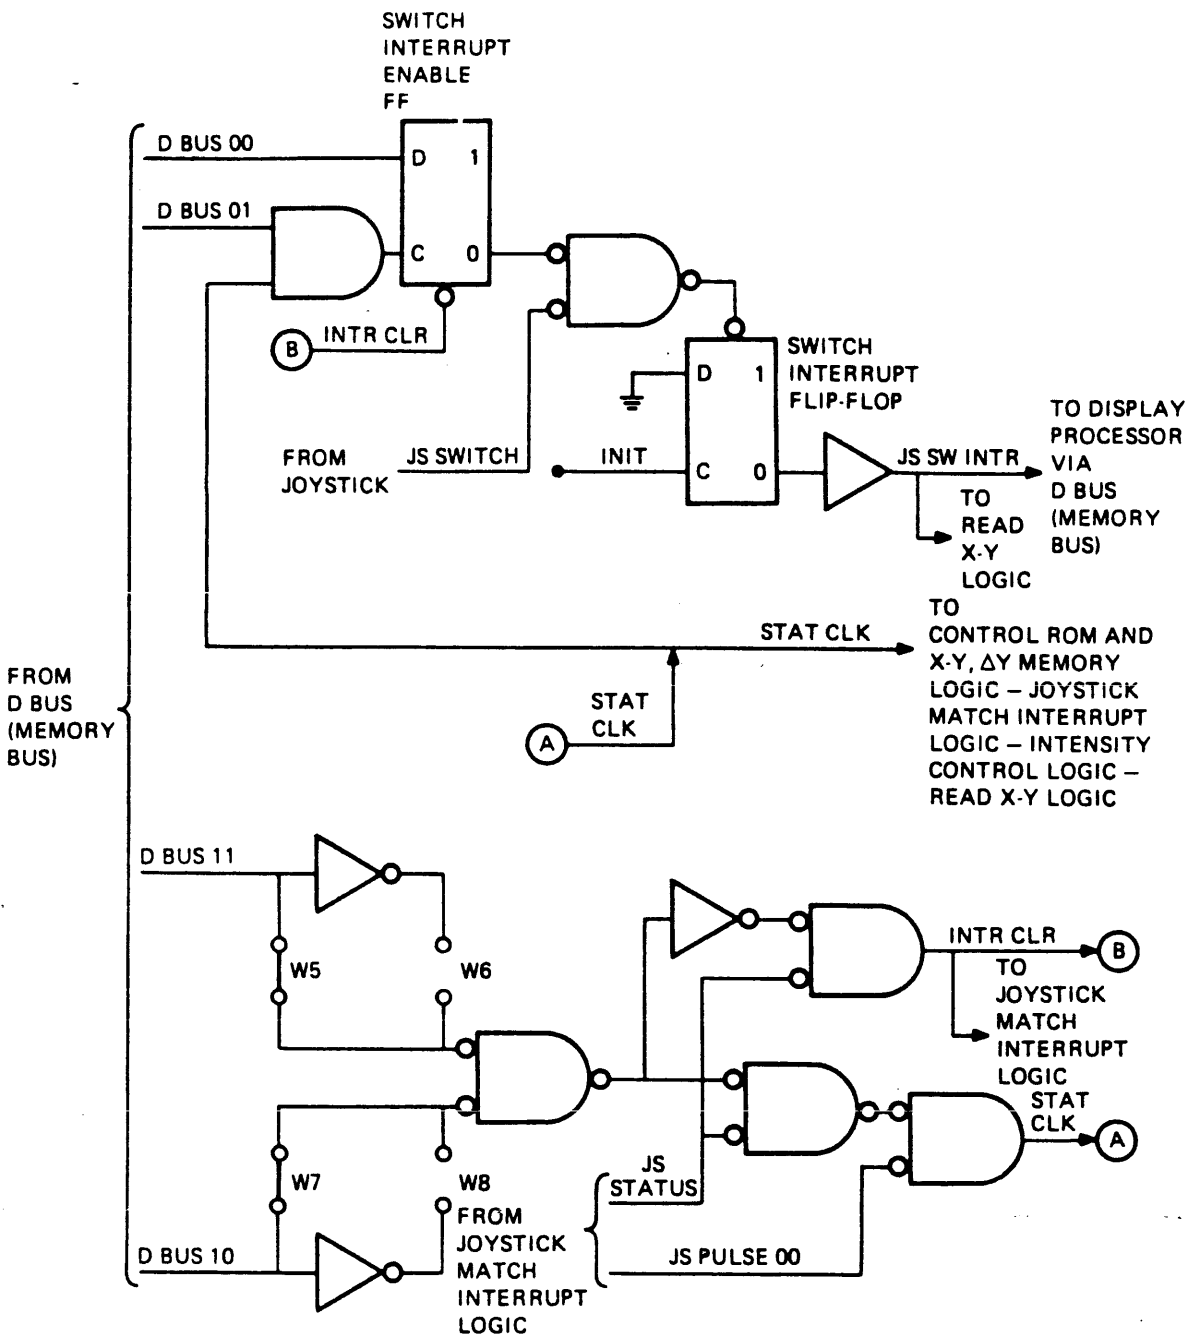 SWITCH
INTERRUPT
ENABLE
FF
D BUS 00
D 1
D BUS 01
C 0
INTR CLR
B
SWITCH
INTERRUPT
FLIP-FLOP
D 1
FROM
JOYSTICK
JS SWITCH
INIT
C 0
JS SW INTR
TO DISPLAY
PROCESSOR
VIA
D BUS
(MEMORY
BUS)
TO
READ
X-Y
LOGIC
STAT CLK
TO
CONTROL ROM AND
X-Y, ΔY MEMORY
LOGIC – JOYSTICK
MATCH INTERRUPT
LOGIC – INTENSITY
CONTROL LOGIC –
READ X-Y LOGIC
FROM
D BUS
(MEMORY
BUS)
STAT
CLK
A
D BUS 11
W5
W6
INTR CLR
B
TO
JOYSTICK
MATCH
INTERRUPT
LOGIC
STAT
CLK
A
W7
W8
JS
STATUS
FROM
JOYSTICK
MATCH
INTERRUPT
LOGIC
D BUS 10
JS PULSE 00